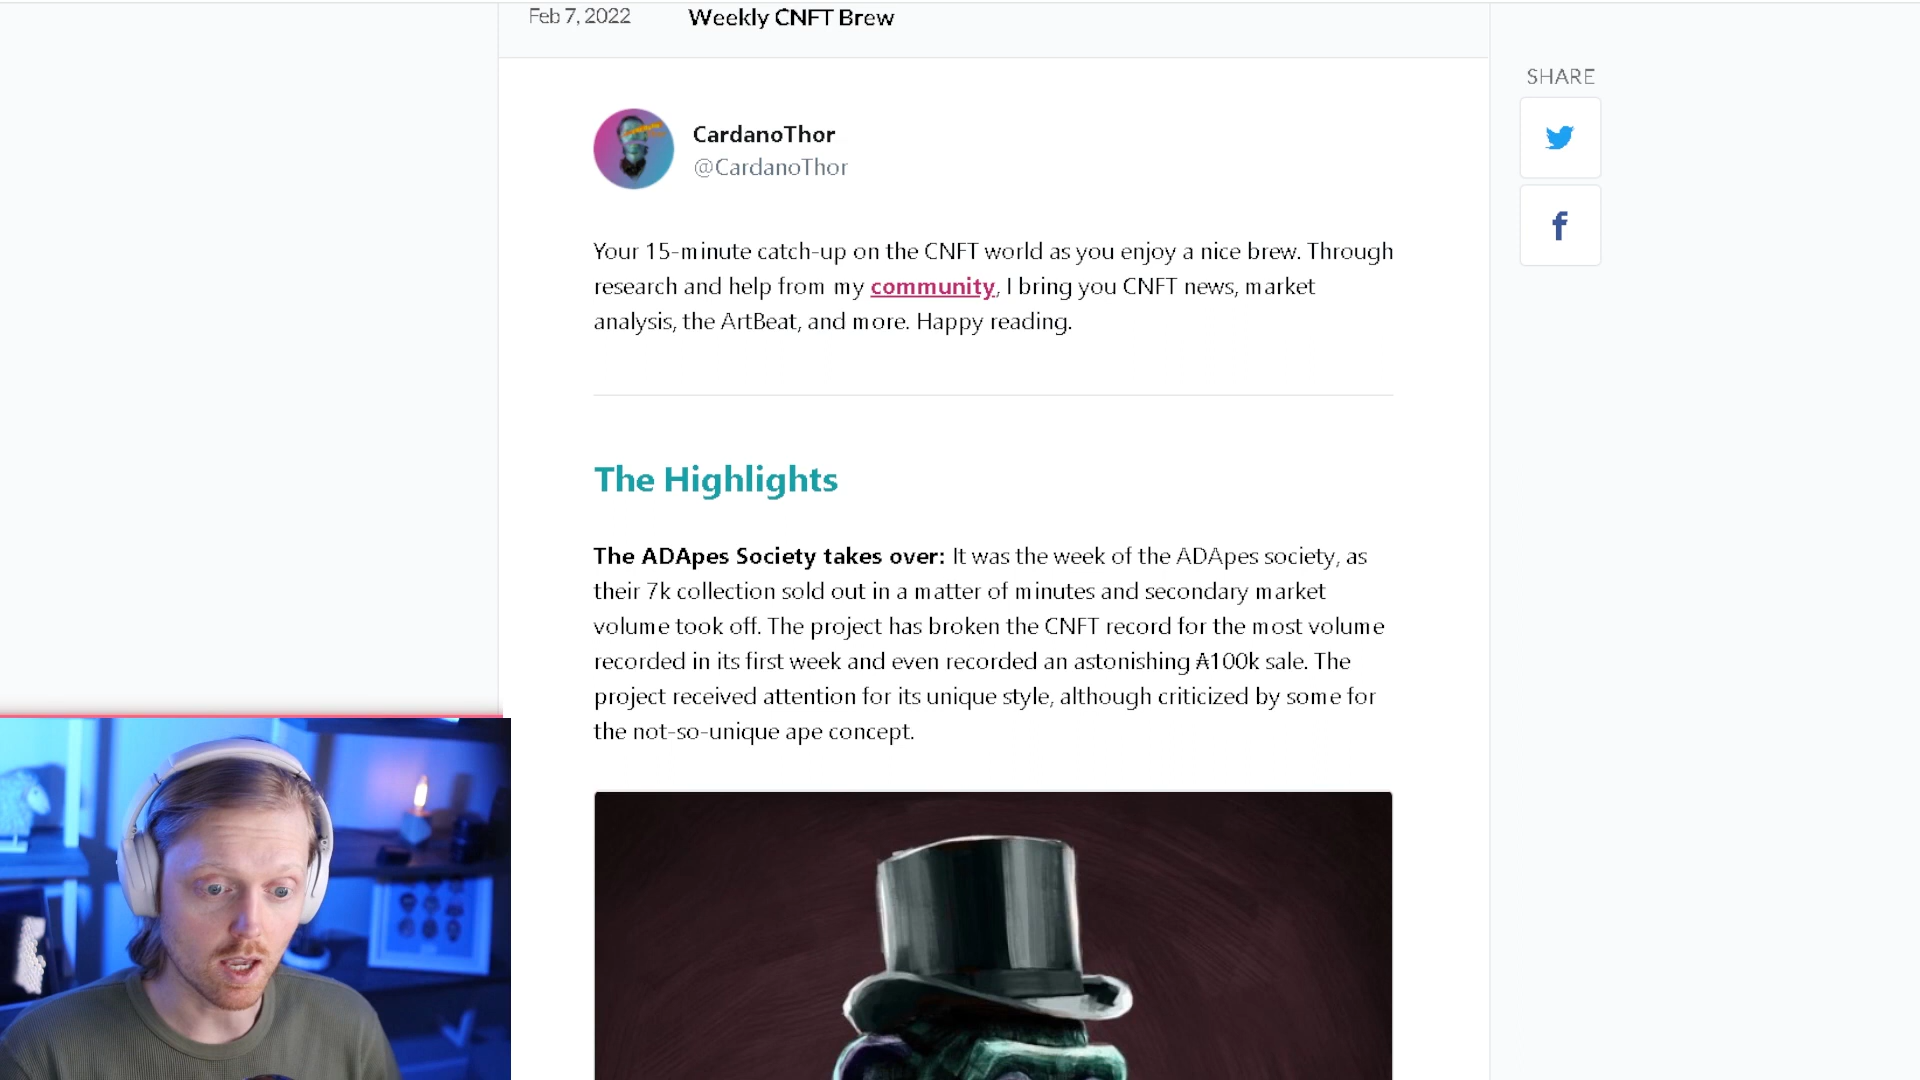 Feb 7, 2022
Weekly CNFT Brew
SHARE
CardanoThor
@CardanoThor
Your 15-minute catch-up on the CNFT world as you enjoy a nice brew. Through
research and help from my community, I bring you CNFT news, market
analysis, the ArtBeat, and more. Happy reading.
The Highlights
The ADApes Society takes over: It was the week of the ADApes society, as
their 7k collection sold out in a matter of minutes and secondary market
volume took off. The project has broken the CNFT record for the most volume
recorded in its first week and even recorded an astonishing ₳100k sale. The
project received attention for its unique style, although criticized by some for
the not-so-unique ape concept.